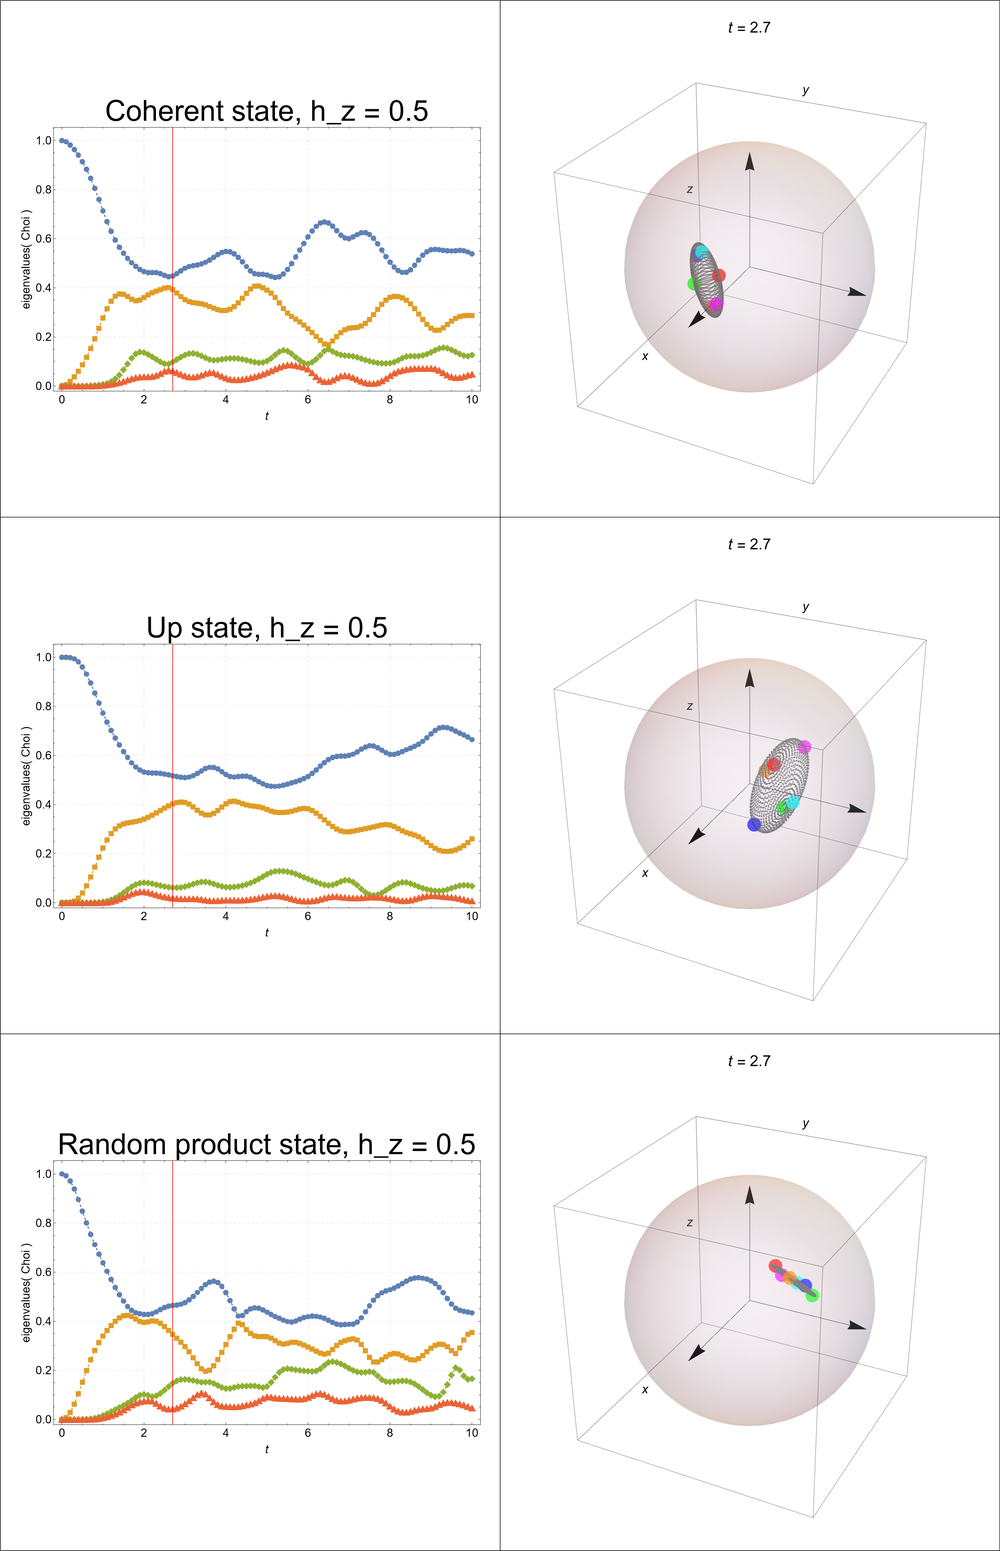 Coherent state, h_z = 0.5
eigenvalues( Choi )
1.0
0.8
0.6
0.4
0.2
0.0
0 2 4 6 8 10
t
t = 2.7
y
z
x
Up state, h_z = 0.5
eigenvalues( Choi )
1.0
0.8
0.6
0.4
0.2
0.0
0 2 4 6 8 10
t
t = 2.7
y
z
x
Random product state, h_z = 0.5
eigenvalues( Choi )
1.0
0.8
0.6
0.4
0.2
0.0
0 2 4 6 8 10
t
t = 2.7
y
z
x